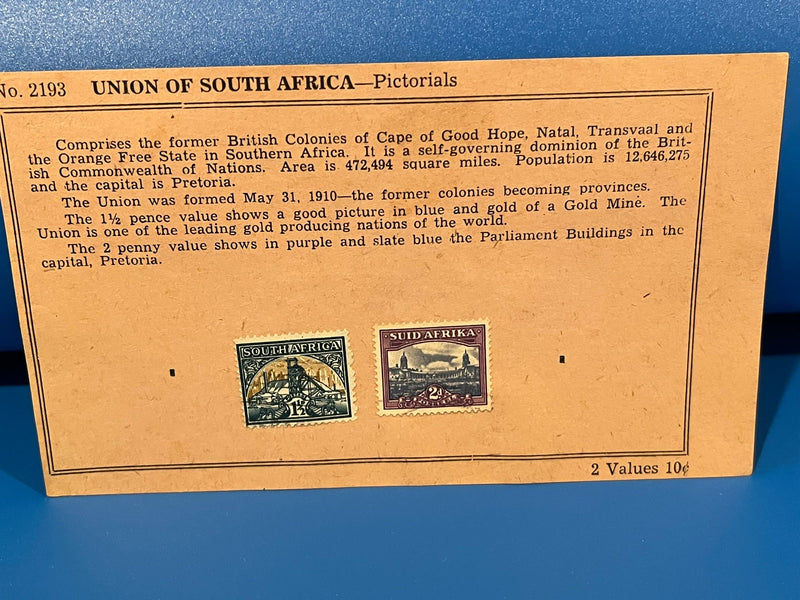 No. 2193 UNION OF SOUTH AFRICA—Pictorials
Comprises the former British Colonies of Cape of Good Hope, Natal, Transvaal and
the Orange Free State in Southern Africa. It is a self-governing dominion of the Brit-
ish Commonwealth of Nations. Area is 472,494 square miles. Population is 12,646,275
and the capital is Pretoria.
The Union was formed May 31, 1910—the former colonies becoming provinces.
The 1½ pence value shows a good picture in blue and gold of a Gold Mine. The
Union is one of the leading gold producing nations of the world.
The 2 penny value shows in purple and slate blue the Parliament Buildings in the
capital, Pretoria.
SOUTH AFRICA
1½
SUID AFRIKA
2d
2 Values 10¢